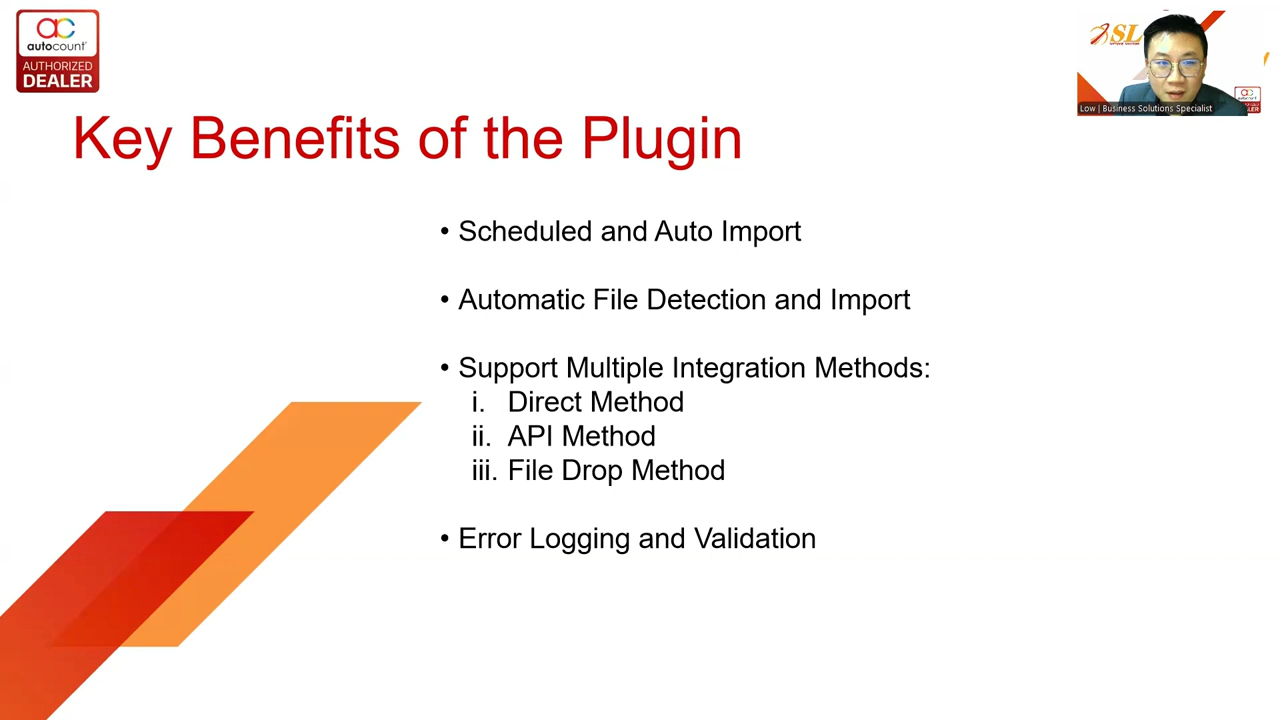 autocount
AUTHORIZED
DEALER
SL
Low | Business Solutions Specialist
Key Benefits of the Plugin
• Scheduled and Auto Import
• Automatic File Detection and Import
• Support Multiple Integration Methods:
i. Direct Method
ii. API Method
iii. File Drop Method
• Error Logging and Validation